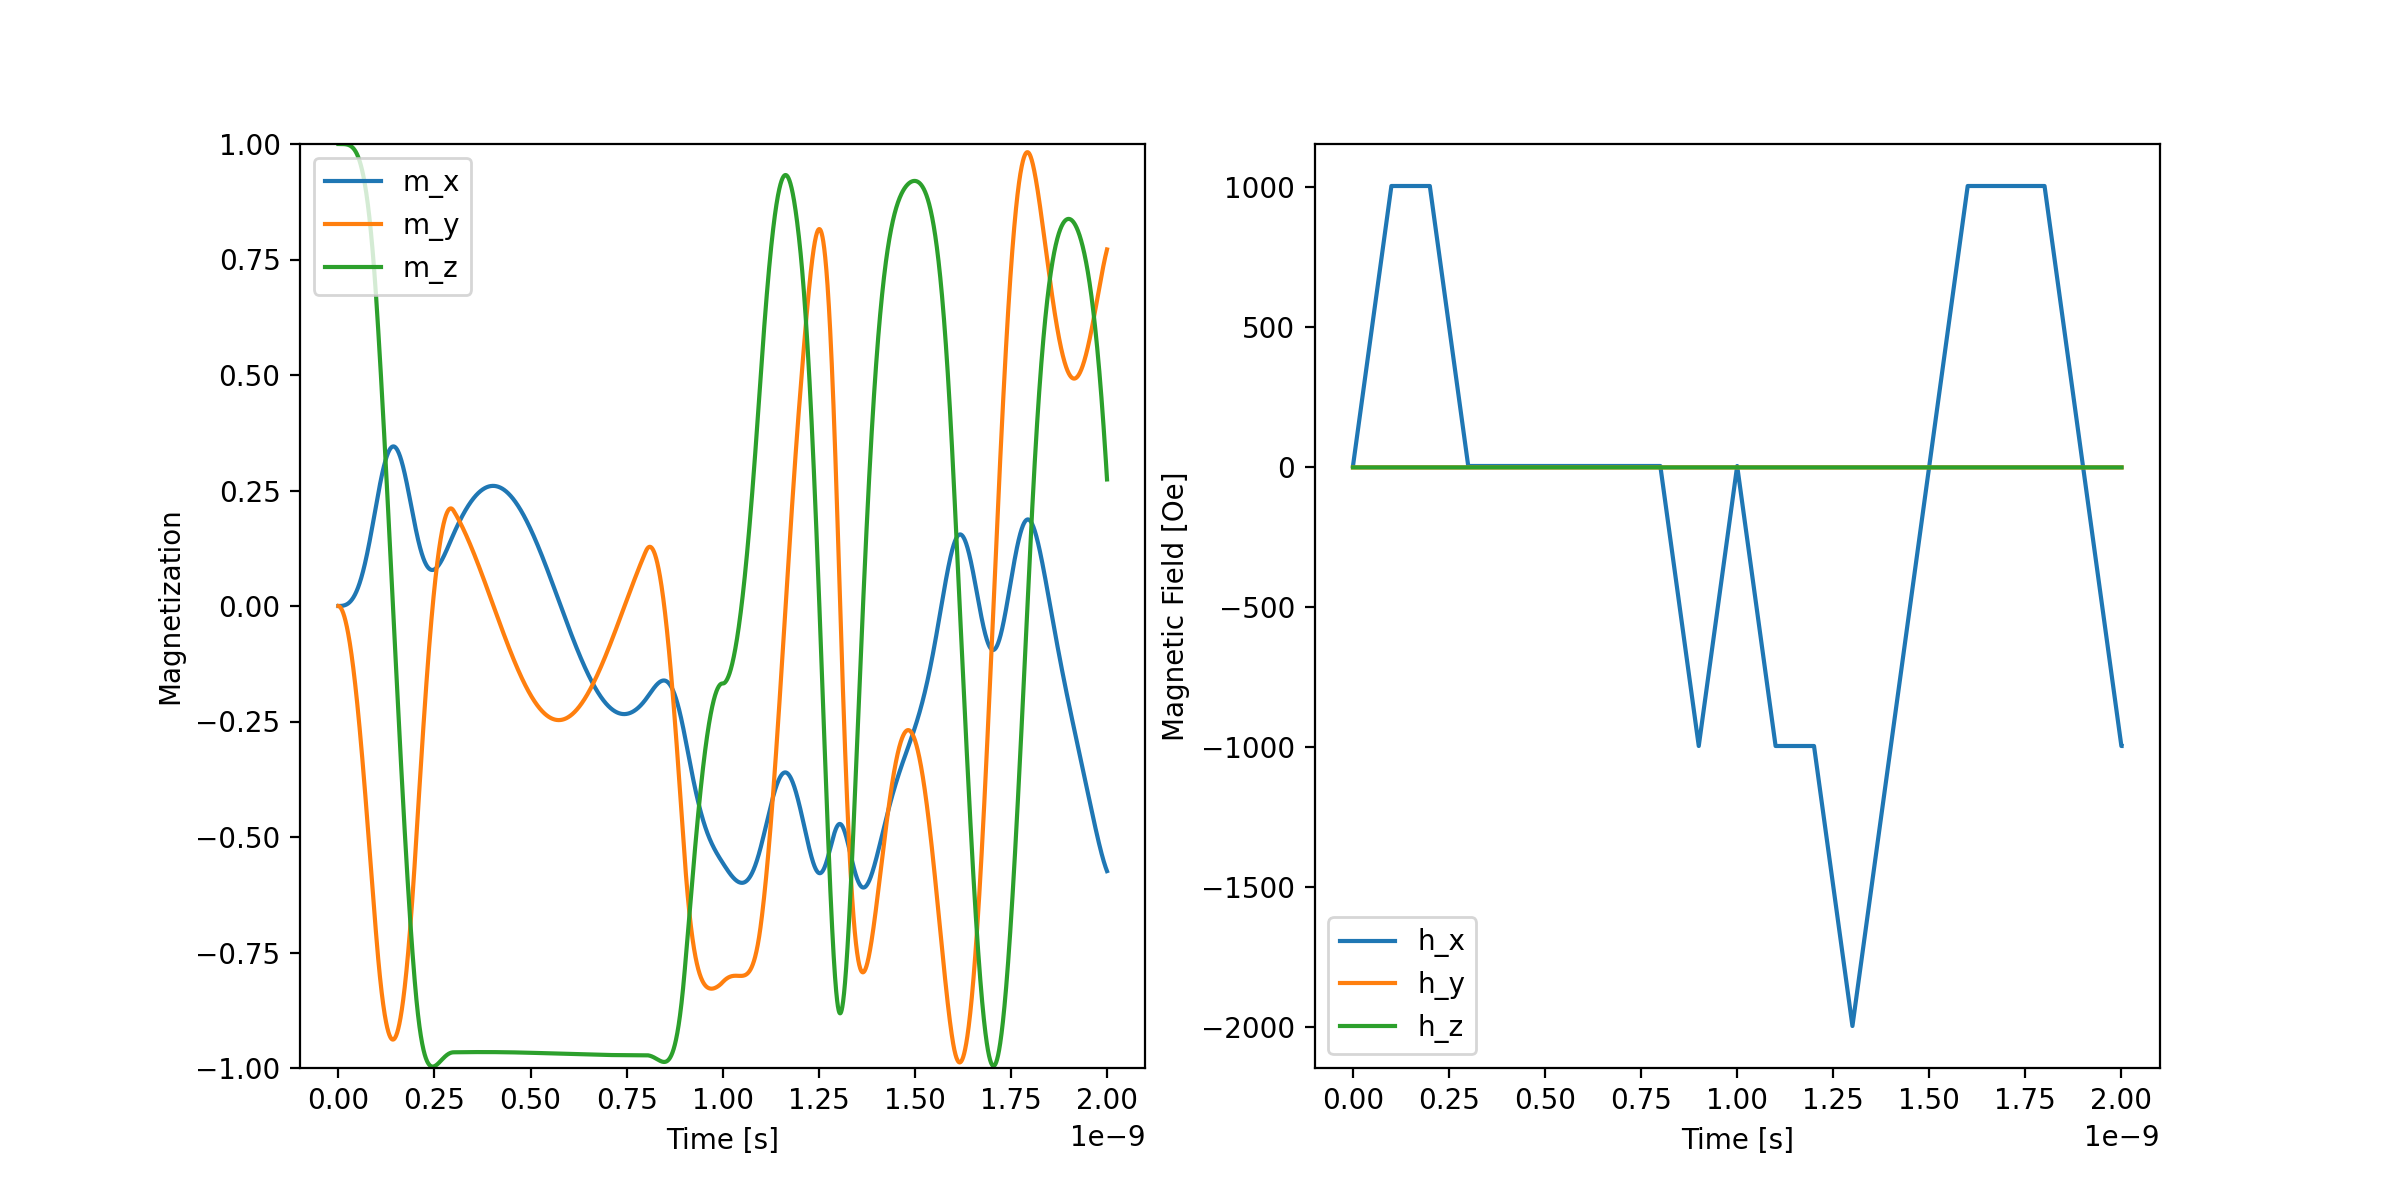 1.00
0.75
0.50
0.25
0.00
−0.25
−0.50
−0.75
−1.00
Magnetization
m_x
m_y
m_z
0.00 0.25 0.50 0.75 1.00 1.25 1.50 1.75 2.00
Time [s]
1e−9
1000
500
0
−500
−1000
−1500
−2000
Magnetic Field [Oe]
h_x
h_y
h_z
0.00 0.25 0.50 0.75 1.00 1.25 1.50 1.75 2.00
Time [s]
1e−9